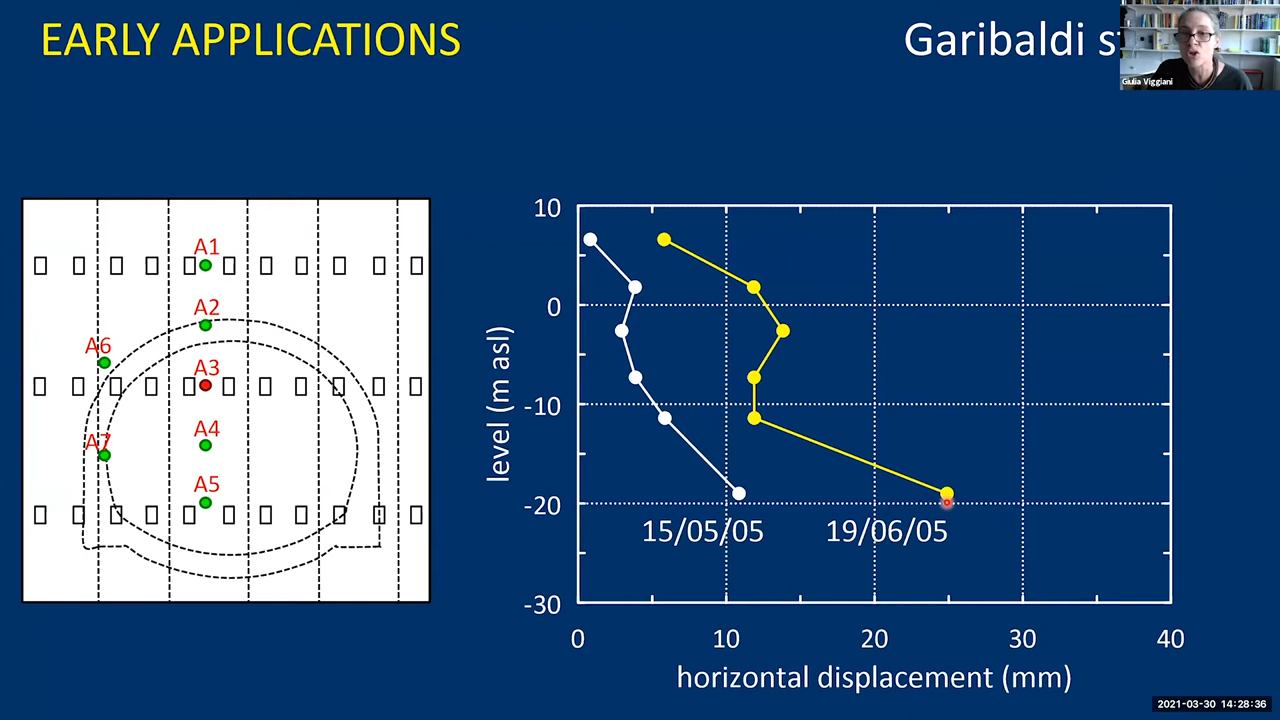 EARLY APPLICATIONS
Garibaldi
Giulia Viggiani
A1
A2
A6
A3
A4
A7
A5
level (m asl)
10
0
-10
-20
-30
15/05/05
19/06/05
0 10 20 30 40
horizontal displacement (mm)
2021-03-30 14:28:36